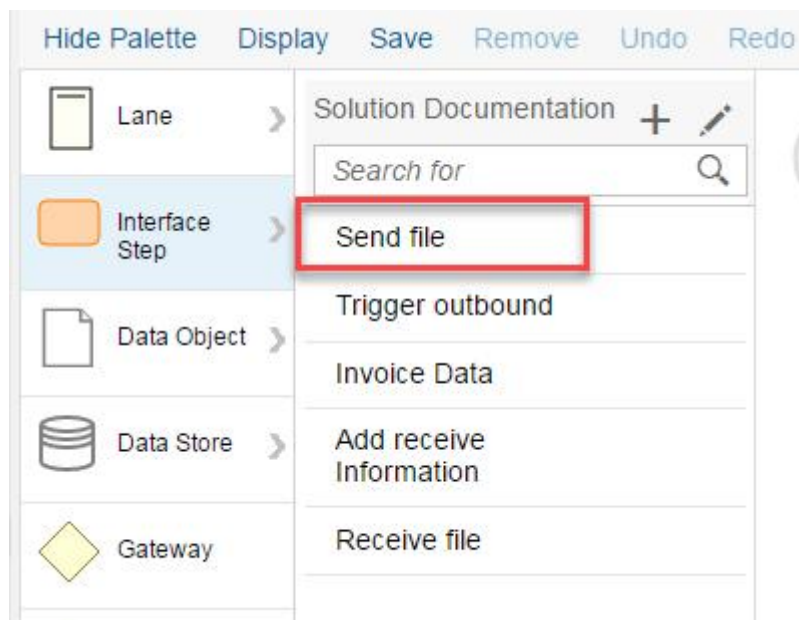 Hide Palette Display Save Remove Undo Redo
Lane
Solution Documentation
Search for
Interface
Step
Send file
Trigger outbound
Data Object
Invoice Data
Data Store
Add receive
Information
Gateway
Receive file